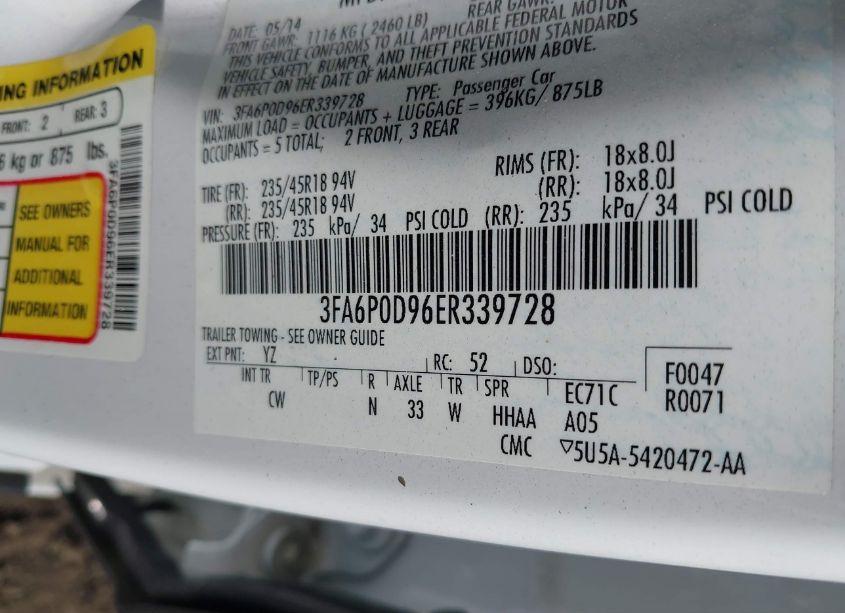 REAR GAWR:
DATE: 05/14
FRONT GAWR: 1116 KG ( 2460 LB)
THIS VEHICLE CONFORMS TO ALL APPLICABLE FEDERAL MOTOR
VEHICLE SAFETY, BUMPER, AND THEFT PREVENTION STANDARDS
IN EFFECT ON THE DATE OF MANUFACTURE SHOWN ABOVE.
VIN: 3FA6P0D96ER339728 TYPE: Passenger Car
MAXIMUM LOAD = OCCUPANTS + LUGGAGE = 396KG/ 875LB
OCCUPANTS = 5 TOTAL; 2 FRONT, 3 REAR
RIMS (FR): 18x8.0J
TIRE (FR): 235/45R18 94V (RR): 18x8.0J
(RR): 235/45R18 94V
PRESSURE (FR): 235 kPa/ 34 PSI COLD (RR): 235 kPa/ 34 PSI COLD
3FA6P0D96ER339728
TRAILER TOWING - SEE OWNER GUIDE
EXT PNT: YZ RC: 52 DSO: F0047
INT TR TP/PS R AXLE TR SPR EC71C R0071
CW N 33 W HHAA A05
CMC ▽5U5A-5420472-AA
NG INFORMATION
FRONT: 2 REAR: 3
6 kg or 875 lbs.
SEE OWNERS
MANUAL FOR
ADDITIONAL
INFORMATION
3FA6P0D96ER339728